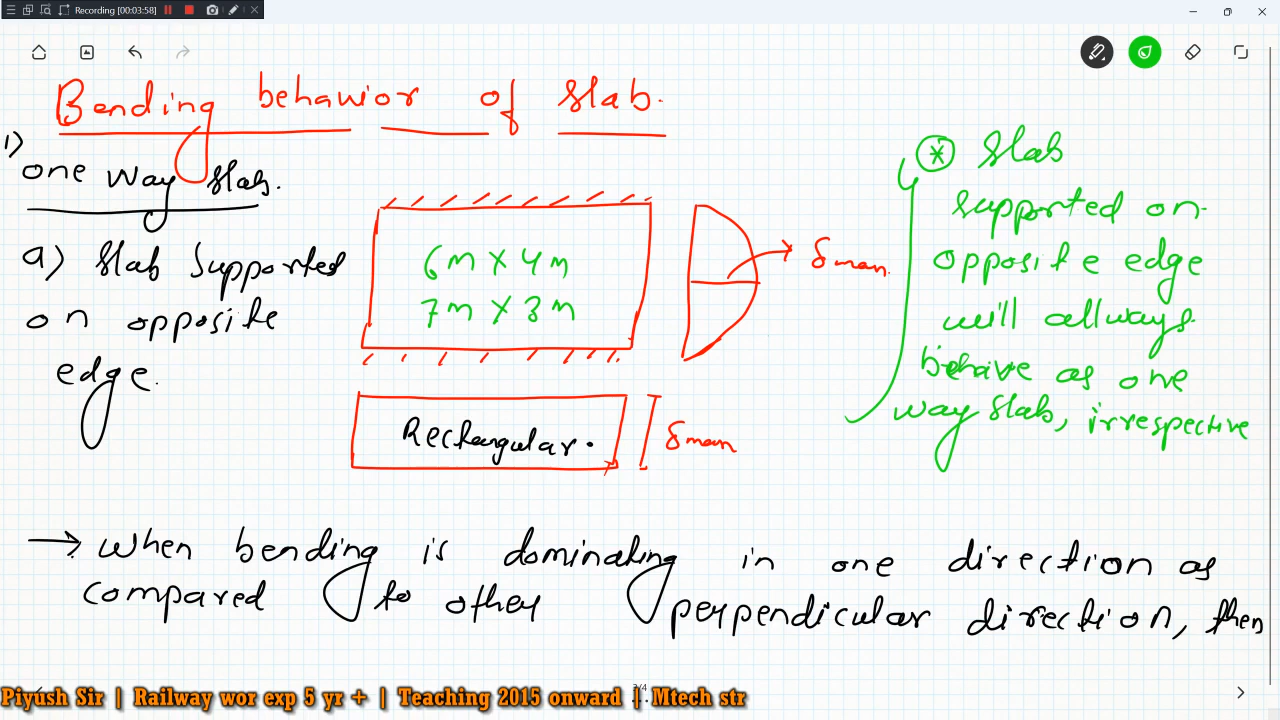 Recording [00:03:58]
Bending behavior of slab.
1)
one way slab.
a) slab supported
on opposite
edge.
6m X 4m
7m X 3m
δmax.
Rectangular.
δmax
* slab
supported on
opposite edge
will allways
behave as one
way slab, irrespective
→ when bending is dominating in one direction as
compared to other perpendicular direction, then
3/4
Piyush Sir | Railway wor exp 5 yr + | Teaching 2015 onward | Mtech str